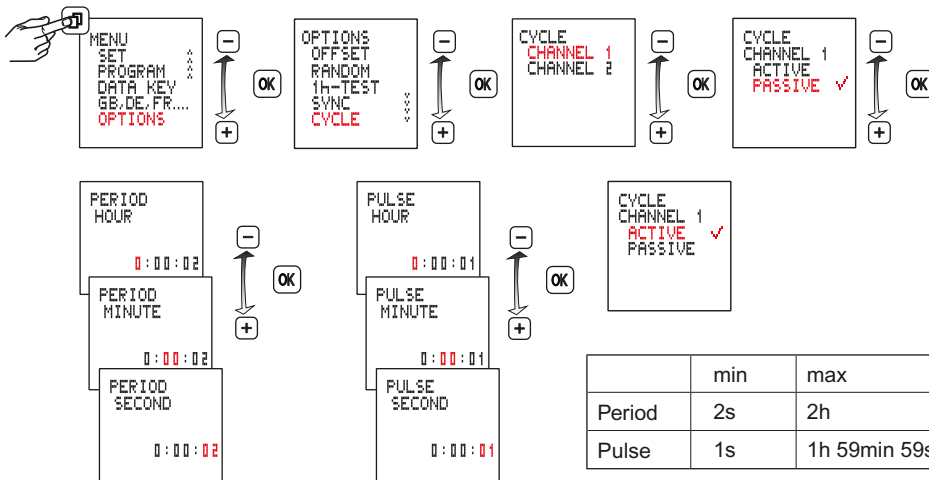 MENU
SET
PROGRAM
DATA KEY
GB,DE,FR....
OPTIONS
−
OK
+
OPTIONS
OFFSET
RANDOM
1h-TEST
SYNC
CYCLE
−
OK
+
CYCLE
CHANNEL 1
CHANNEL 2
−
OK
+
CYCLE
CHANNEL 1
ACTIVE
PASSIVE ✓
−
OK
+
PERIOD
HOUR
0:00:02
PERIOD
MINUTE
0:00:02
PERIOD
SECOND
0:00:02
−
OK
+
PULSE
HOUR
0:00:01
PULSE
MINUTE
0:00:01
PULSE
SECOND
0:00:01
−
OK
+
CYCLE
CHANNEL 1
ACTIVE ✓
PASSIVE
min max
Period 2s 2h
Pulse 1s 1h 59min 59s